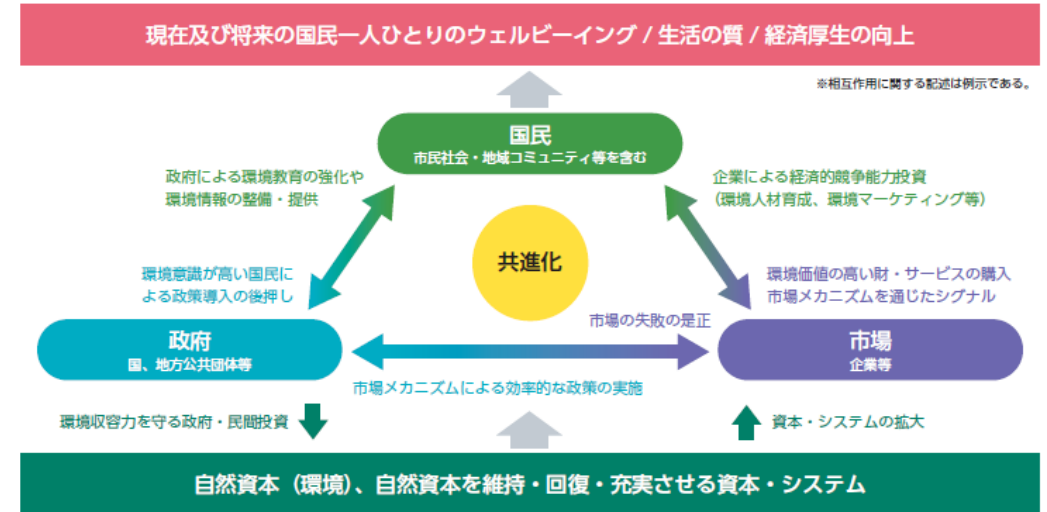 現在及び将来の国民一人ひとりのウェルビーイング / 生活の質 / 経済厚生の向上
※相互作用に関する記述は例示である。
国民
市民社会・地域コミュニティ等を含む
政府による環境教育の強化や
環境情報の整備・提供
企業による経済的競争能力投資
（環境人材育成、環境マーケティング等）
共進化
環境意識が高い国民に
よる政策導入の後押し
環境価値の高い財・サービスの購入
市場メカニズムを通じたシグナル
市場の失敗の是正
政府
国、地方公共団体等
市場
企業等
市場メカニズムによる効率的な政策の実施
環境収容力を守る政府・民間投資
資本・システムの拡大
自然資本（環境）、自然資本を維持・回復・充実させる資本・システム